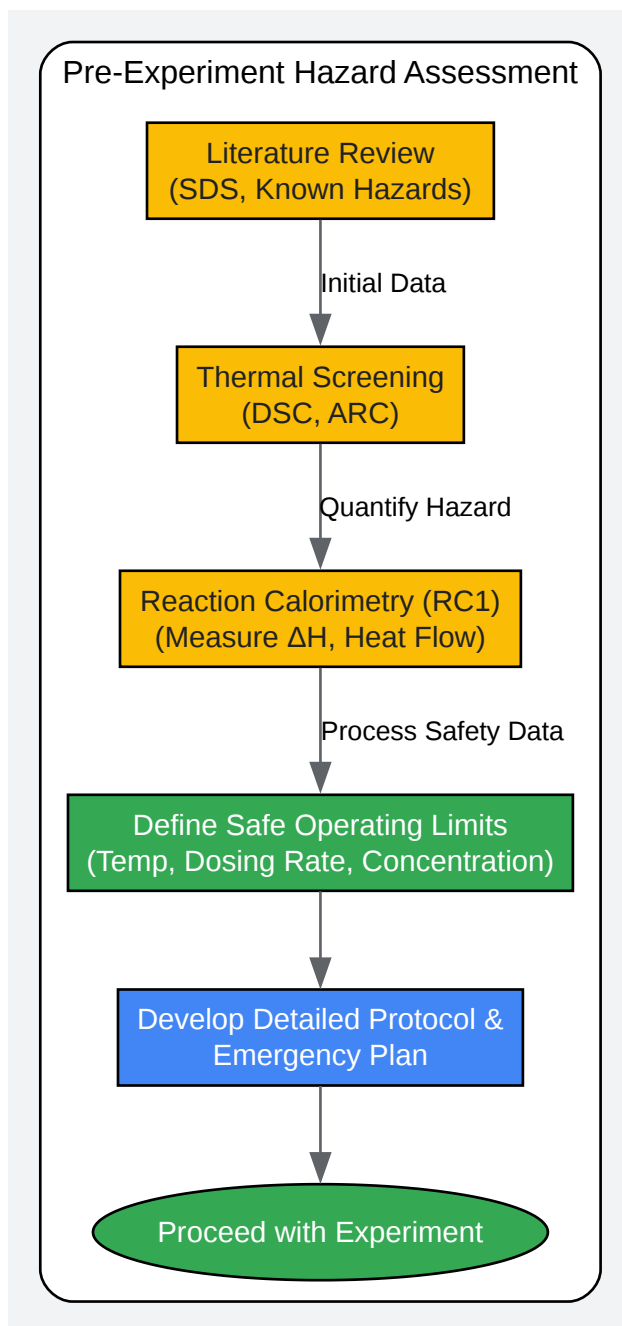 Pre-Experiment Hazard Assessment
Literature Review
(SDS, Known Hazards)
Initial Data
Thermal Screening
(DSC, ARC)
Quantify Hazard
Reaction Calorimetry (RC1)
(Measure ΔH, Heat Flow)
Process Safety Data
Define Safe Operating Limits
(Temp, Dosing Rate, Concentration)
Develop Detailed Protocol &
Emergency Plan
Proceed with Experiment